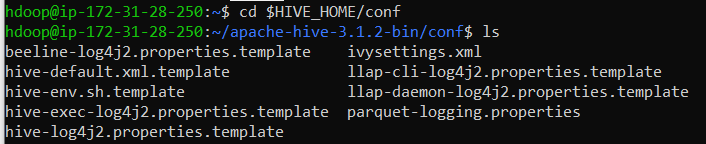 hdoop@ip-172-31-28-250:~$ cd $HIVE_HOME/conf
hdoop@ip-172-31-28-250:~/apache-hive-3.1.2-bin/conf$ ls
beeline-log4j2.properties.template  ivysettings.xml
hive-default.xml.template           llap-cli-log4j2.properties.template
hive-env.sh.template                llap-daemon-log4j2.properties.template
hive-exec-log4j2.properties.template  parquet-logging.properties
hive-log4j2.properties.template